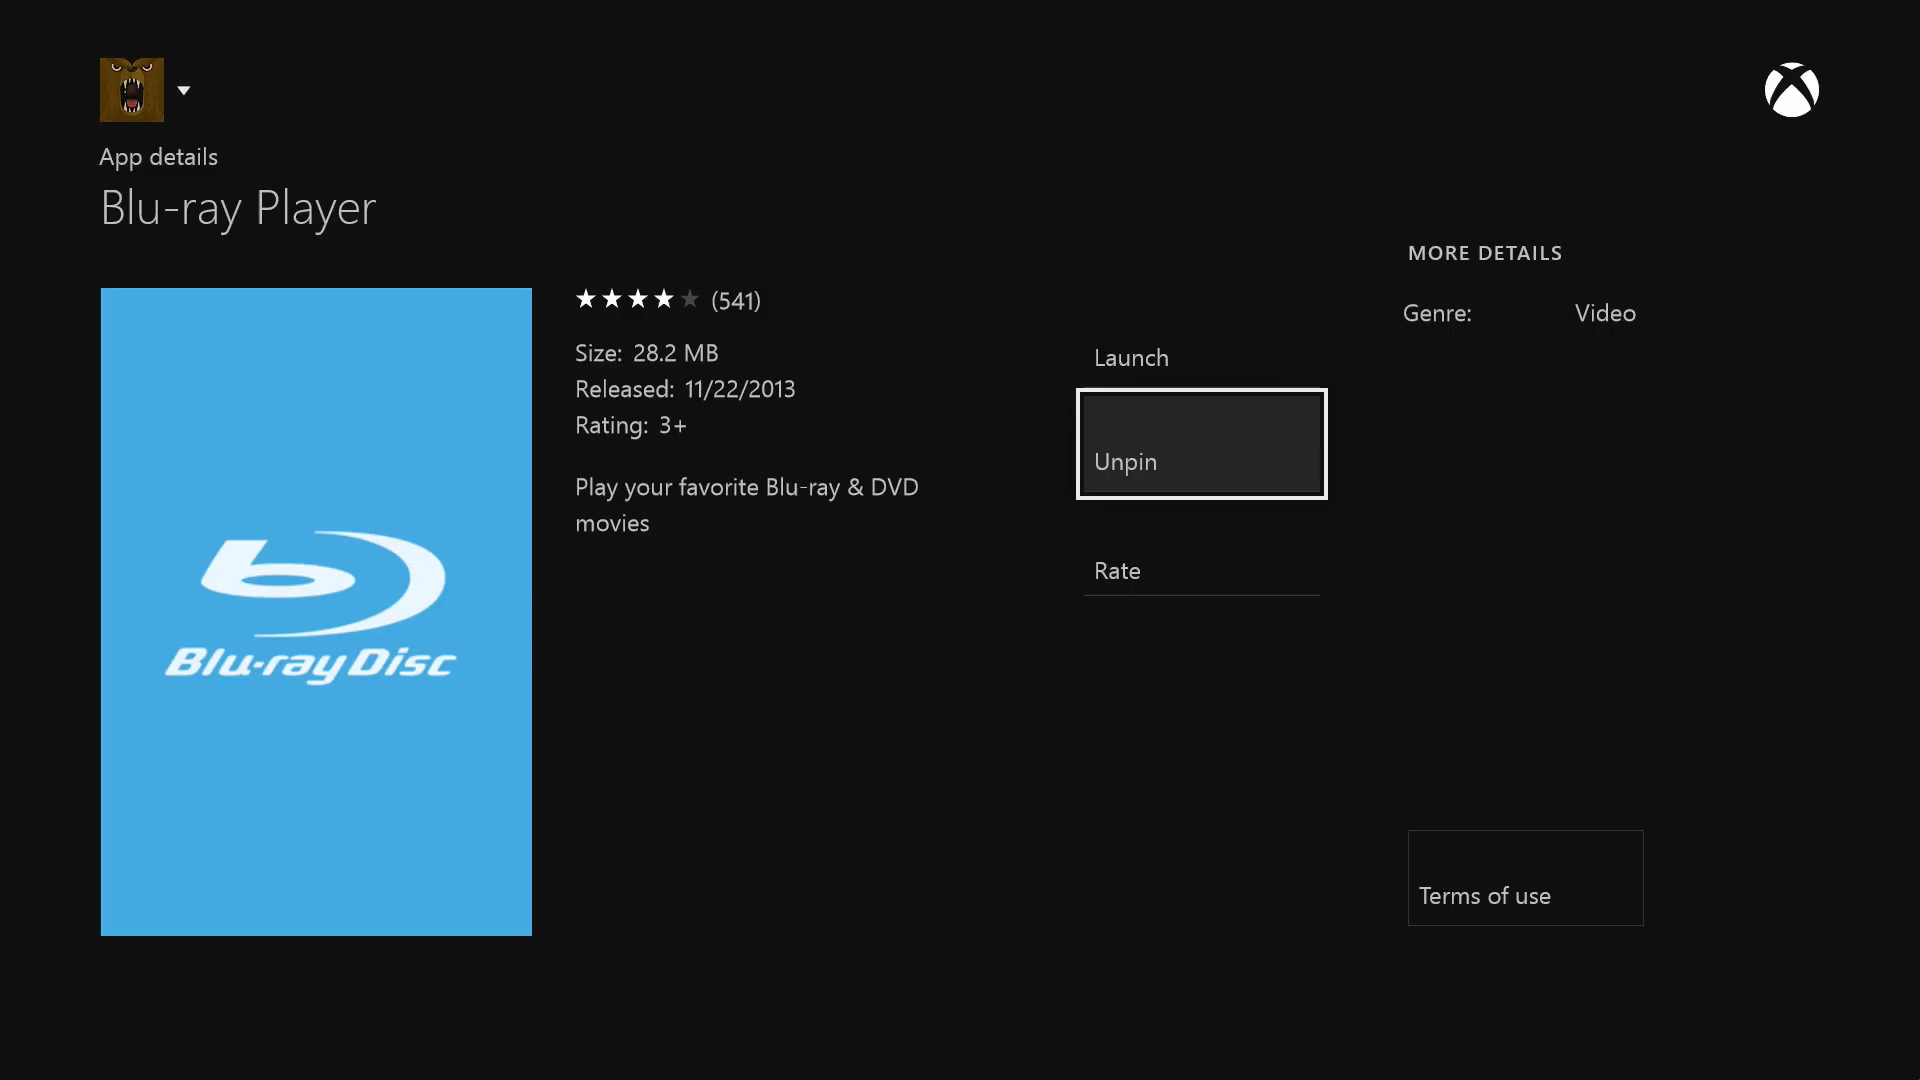 App details
Blu-ray Player
(541)
Size: 28.2 MB
Released: 11/22/2013
Rating: 3+
Play your favorite Blu-ray & DVD
movies
Blu-ray Disc
Launch
Unpin
Rate
MORE DETAILS
Genre: Video
Terms of use